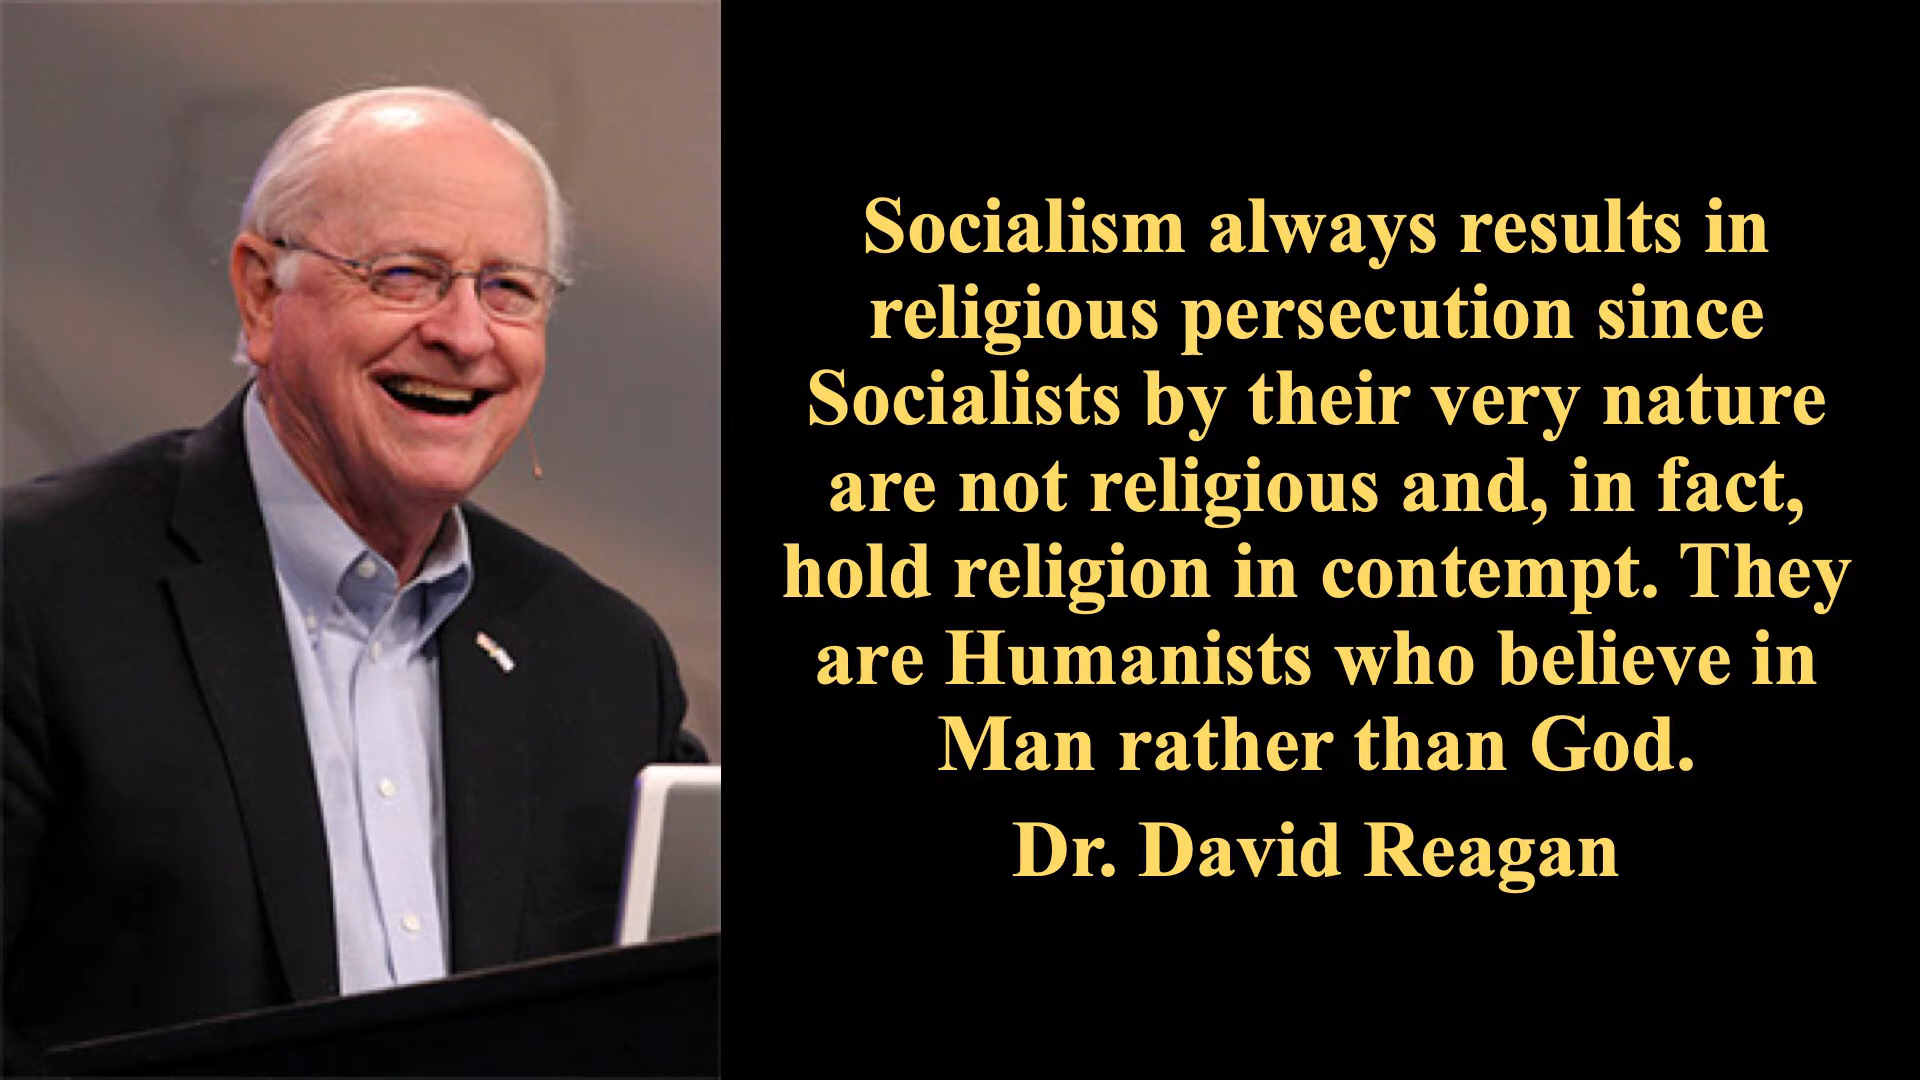 Socialism always results in
religious persecution since
Socialists by their very nature
are not religious and, in fact,
hold religion in contempt. They
are Humanists who believe in
Man rather than God.
Dr. David Reagan